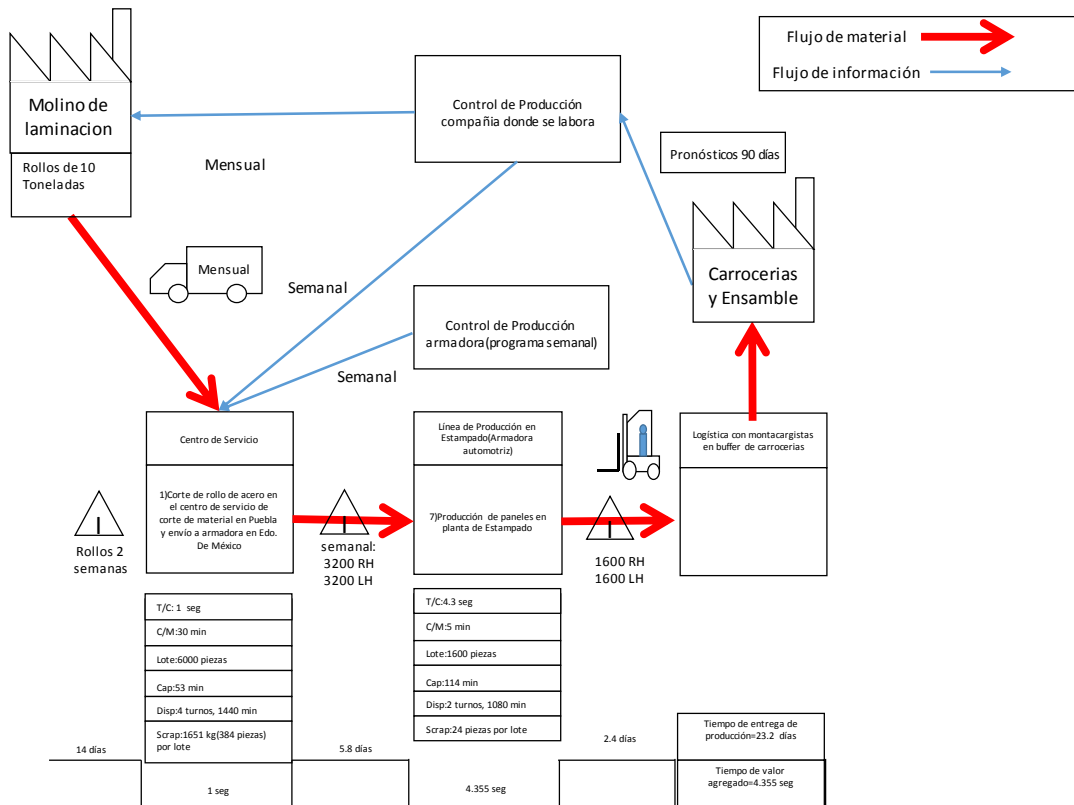 Flujo de material
Flujo de información
Molino de
laminacion
Rollos de 10
Toneladas
Mensual
Control de Producción
compañia donde se labora
Pronósticos 90 días
Carrocerias
y Ensamble
Mensual
Semanal
Control de Producción
armadora(programa semanal)
Semanal
Centro de Servicio
1)Corte de rollo de acero en
el centro de servicio de
corte de material en Puebla
y envío a armadora en Edo.
De México
Línea de Producción en
Estampado(Armadora
automotriz)
7)Producción de paneles en
planta de Estampado
Logística con montacargistas
en buffer de carrocerias
I
Rollos 2
semanas
I
semanal:
3200 RH
3200 LH
I
1600 RH
1600 LH
T/C: 1 seg
C/M:30 min
Lote:6000 piezas
Cap:53 min
Disp:4 turnos, 1440 min
Scrap:1651 kg(384 piezas)
por lote
T/C:4.3 seg
C/M:5 min
Lote:1600 piezas
Cap:114 min
Disp:2 turnos, 1080 min
Scrap:24 piezas por lote
14 días
1 seg
5.8 días
4.355 seg
2.4 días
Tiempo de entrega de
producción=23.2 días
Tiempo de valor
agregado=4.355 seg